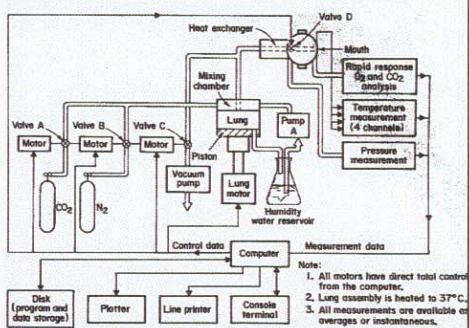 Valve D
Heat exchanger
Mouth
Rapid response
O₂ and CO₂
analysis
Mixing
chamber
Temperature
measurement
(4 channels)
Valve A
Valve B
Valve C
Lung
Pump
A
Motor
Motor
Motor
Piston
Pressure
measurement
Vacuum
pump
Lung
motor
CO₂
N₂
Humidity
water reservoir
Control data
Measurement data
Computer
Disk
(program and
data storage)
Plotter
Line printer
Console
terminal
Note:
1. All motors have direct total control
from the computer.
2. Lung assembly is heated to 37°C.
3. All measurements are available as
averages or instantaneous.